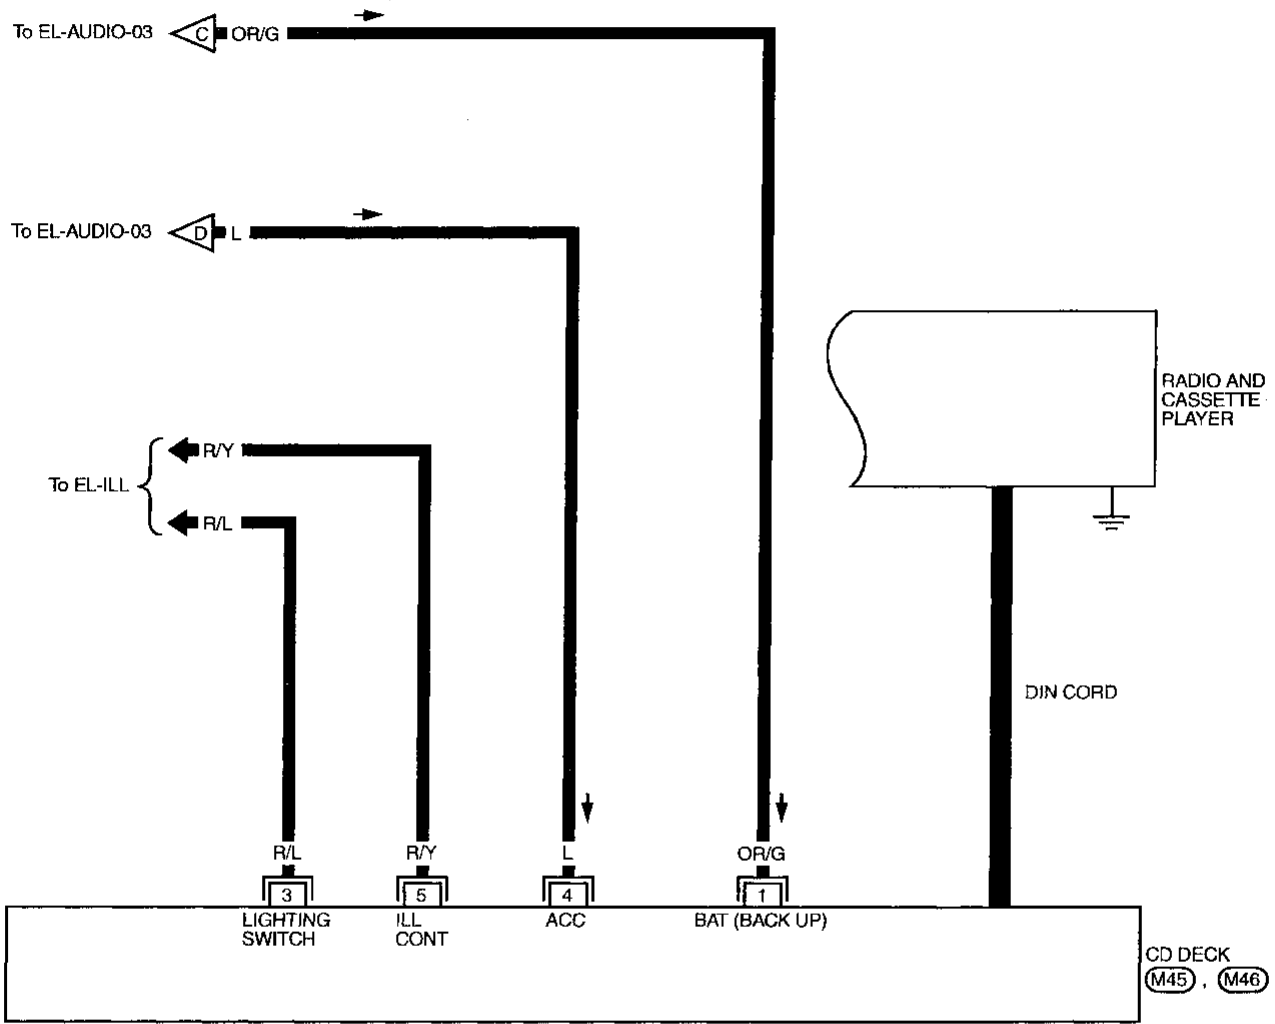 To EL-AUDIO-03 C OR/G
To EL-AUDIO-03 D L
RADIO AND
CASSETTE
PLAYER
R/Y
To EL-ILL
R/L
DIN CORD
R/L R/Y L OR/G
3 5 4 1
LIGHTING
SWITCH
ILL
CONT
ACC
BAT (BACK UP)
CD DECK
M45 , M46